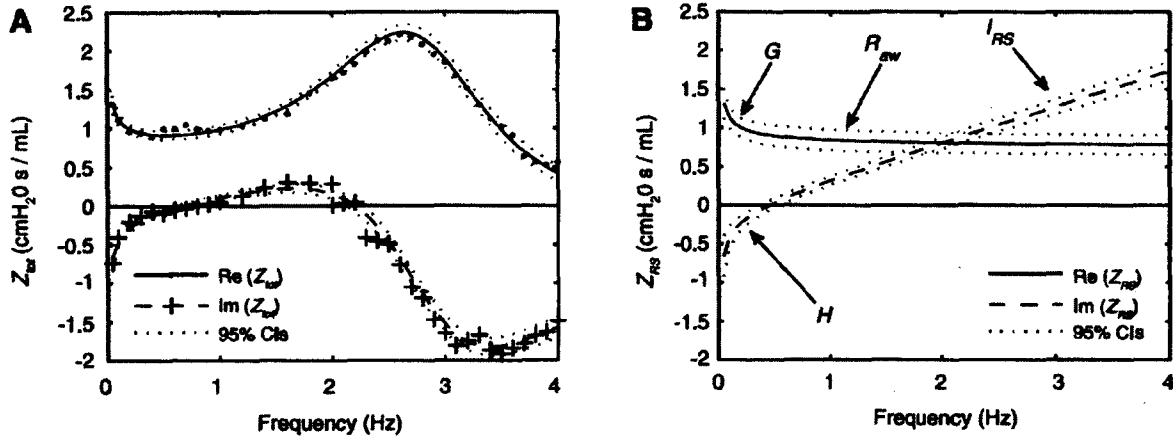 A
2.5
2
1.5
1
0.5
0
-0.5
-1
-1.5
-2
Z_tot (cmH20 s / mL)
Re (Z_tot)
Im (Z_tot)
95% CIs
0 1 2 3 4
Frequency (Hz)
B
2.5
2
1.5
1
0.5
0
-0.5
-1
-1.5
-2
Z_RS (cmH20 s / mL)
G
R_aw
I_RS
H
Re (Z_RS)
Im (Z_RS)
95% CIs
0 1 2 3 4
Frequency (Hz)